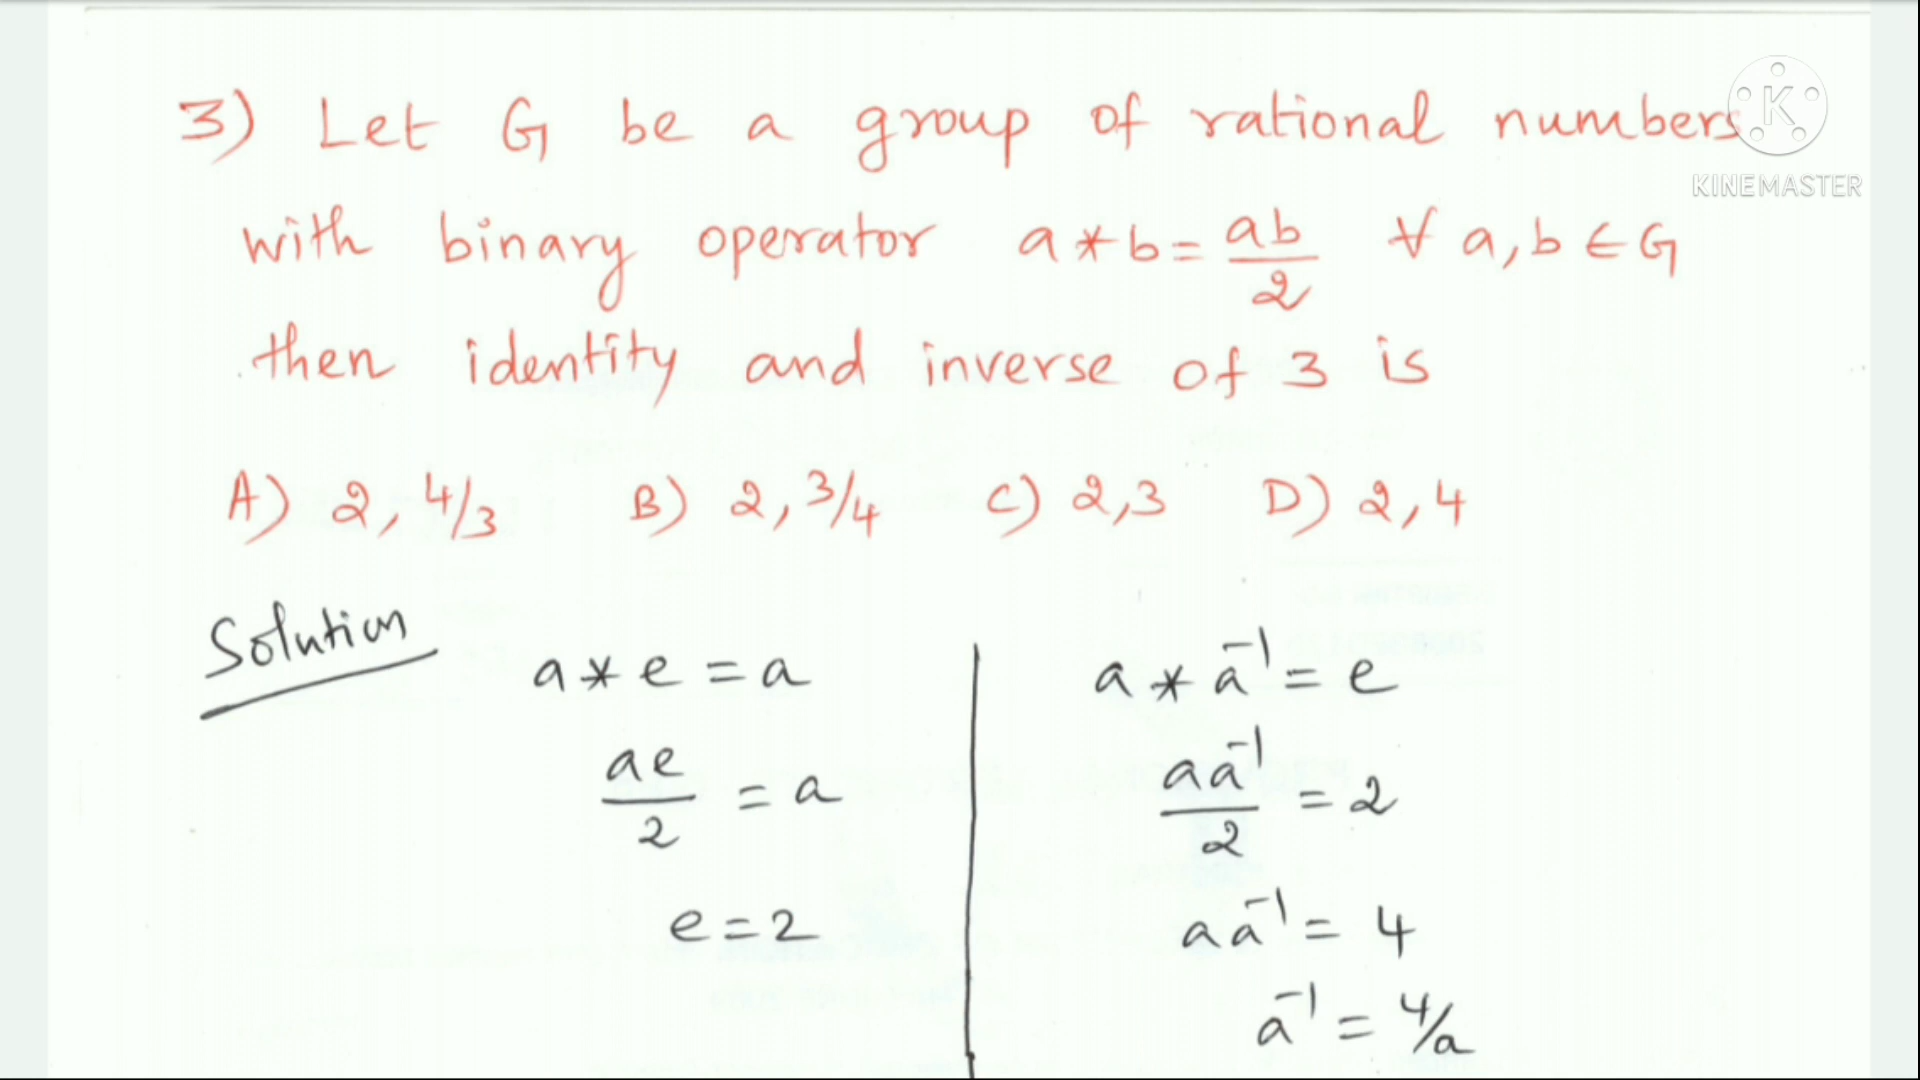 3) Let G be a group of rational numbers
with binary operator a * b = ab/2 ∀ a, b ∈ G
then identity and inverse of 3 is
A) 2, 4/3 B) 2, 3/4 C) 2,3 D) 2, 4
Solution
a * e = a
ae/2 = a
e = 2
a * a⁻¹ = e
aa⁻¹/2 = 2
aa⁻¹ = 4
a⁻¹ = 4/a
K
KINEMASTER